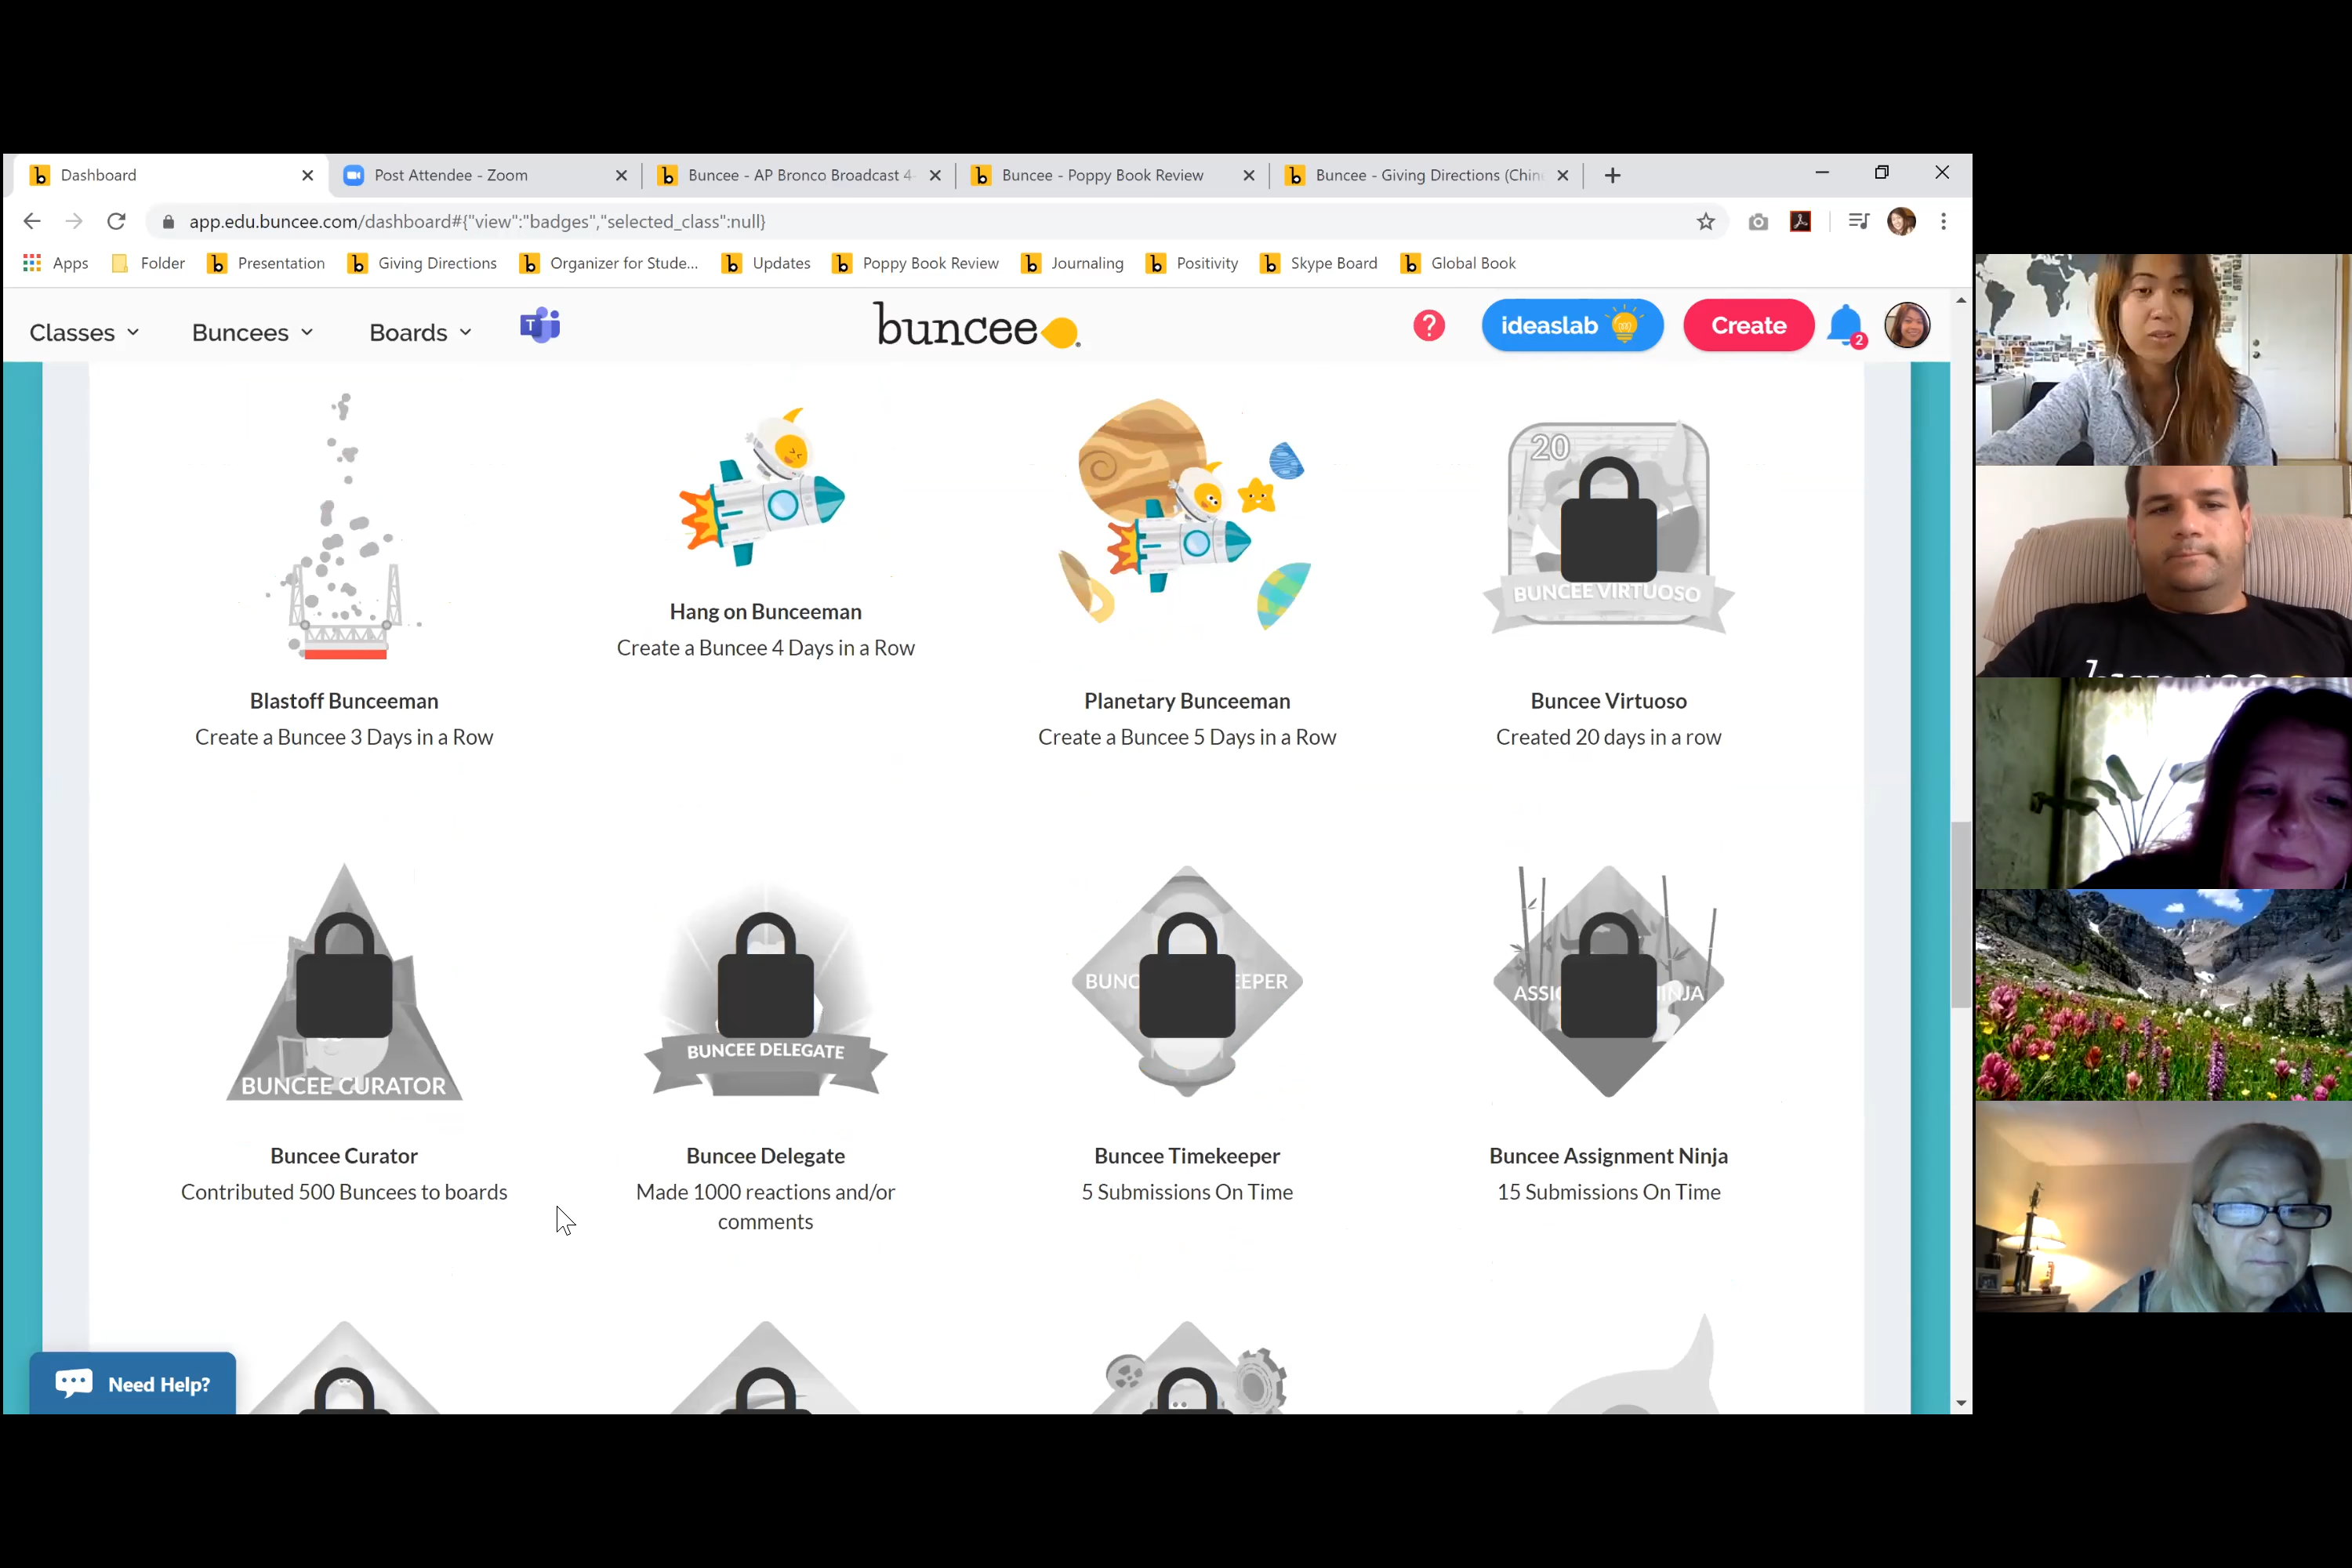 Dashboard
Post Attendee - Zoom
Buncee - AP Bronco Broadcast 4-
Buncee - Poppy Book Review
Buncee - Giving Directions (Chin
app.edu.buncee.com/dashboard#{"view":"badges","selected_class":null}
Apps
Folder
Presentation
Giving Directions
Organizer for Stude...
Updates
Poppy Book Review
Journaling
Positivity
Skype Board
Global Book
Classes
Buncees
Boards
T
buncee
?
ideaslab
Create
2
20
BUNCEE VIRTUOSO
Hang on Bunceeman
Create a Buncee 4 Days in a Row
Blastoff Bunceeman
Create a Buncee 3 Days in a Row
Planetary Bunceeman
Create a Buncee 5 Days in a Row
Buncee Virtuoso
Created 20 days in a row
BUNCEE CURATOR
BUNCEE DELEGATE
Buncee Curator
Contributed 500 Buncees to boards
Buncee Delegate
Made 1000 reactions and/or
comments
Buncee Timekeeper
5 Submissions On Time
Buncee Assignment Ninja
15 Submissions On Time
Need Help?